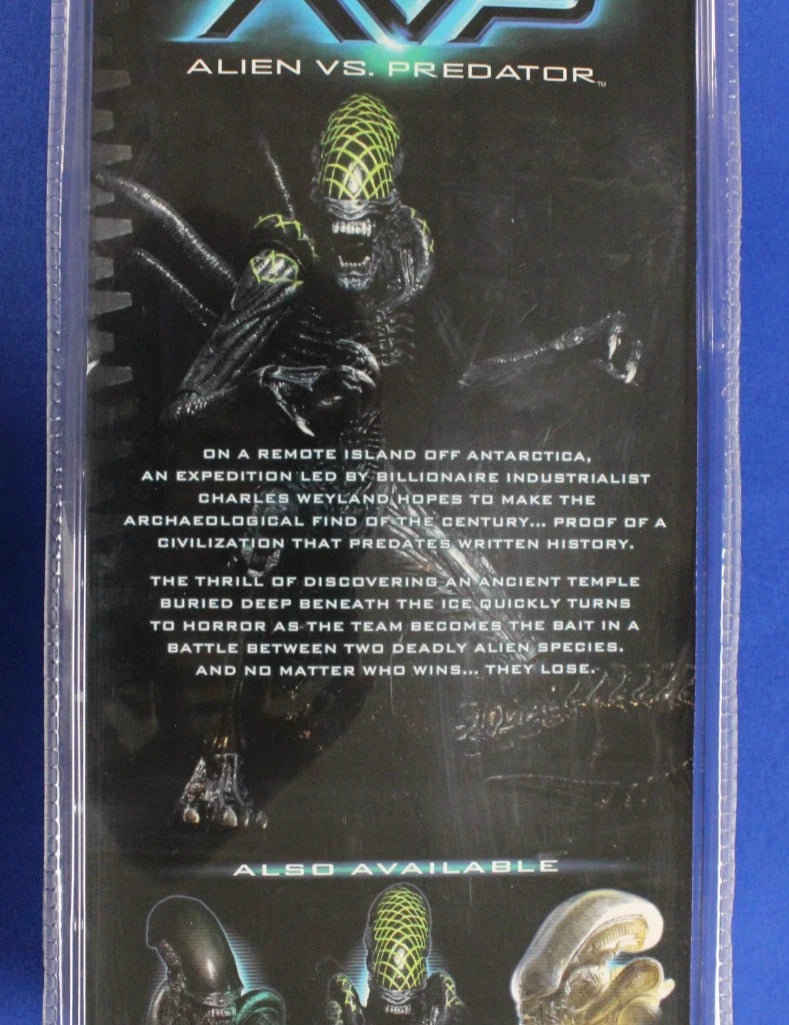 ALIEN VS. PREDATOR™
ON A REMOTE ISLAND OFF ANTARCTICA,
AN EXPEDITION LED BY BILLIONAIRE INDUSTRIALIST
CHARLES WEYLAND HOPES TO MAKE THE
ARCHAEOLOGICAL FIND OF THE CENTURY... PROOF OF A
CIVILIZATION THAT PREDATES WRITTEN HISTORY.
THE THRILL OF DISCOVERING AN ANCIENT TEMPLE
BURIED DEEP BENEATH THE ICE QUICKLY TURNS
TO HORROR AS THE TEAM BECOMES THE BAIT IN A
BATTLE BETWEEN TWO DEADLY ALIEN SPECIES.
AND NO MATTER WHO WINS... THEY LOSE.
ALSO AVAILABLE